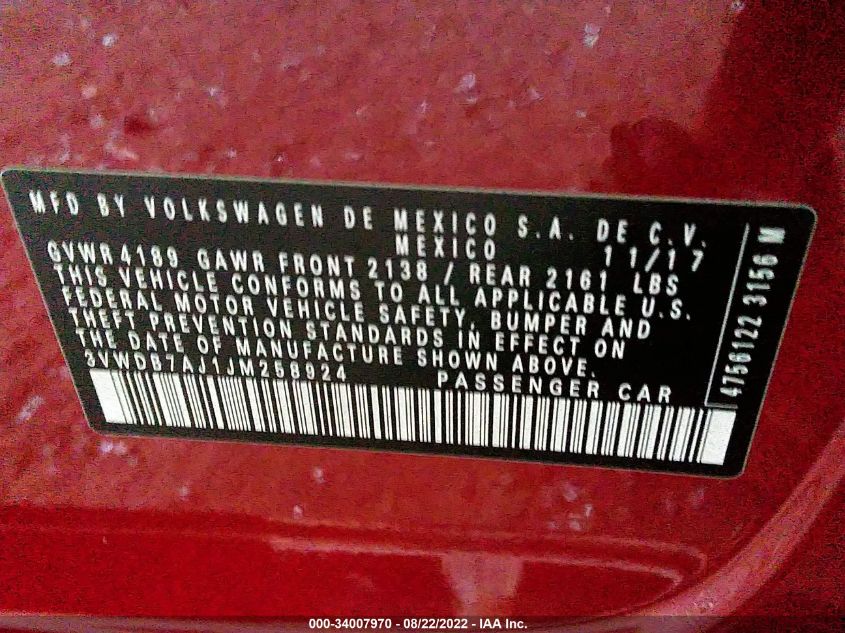 MFD BY VOLKSWAGEN DE MEXICO S.A. DE C.V.
MEXICO 11/17
GVWR 4189 GAWR FRONT 2138 / REAR 2161 LBS
THIS VEHICLE CONFORMS TO ALL APPLICABLE U.S.
FEDERAL MOTOR VEHICLE SAFETY, BUMPER AND
THEFT PREVENTION STANDARDS IN EFFECT ON
THE DATE OF MANUFACTURE SHOWN ABOVE.
3VWDB7AJ1JM258924 PASSENGER CAR
4756122 3156 M
000-34007970 - 08/22/2022 - IAA Inc.